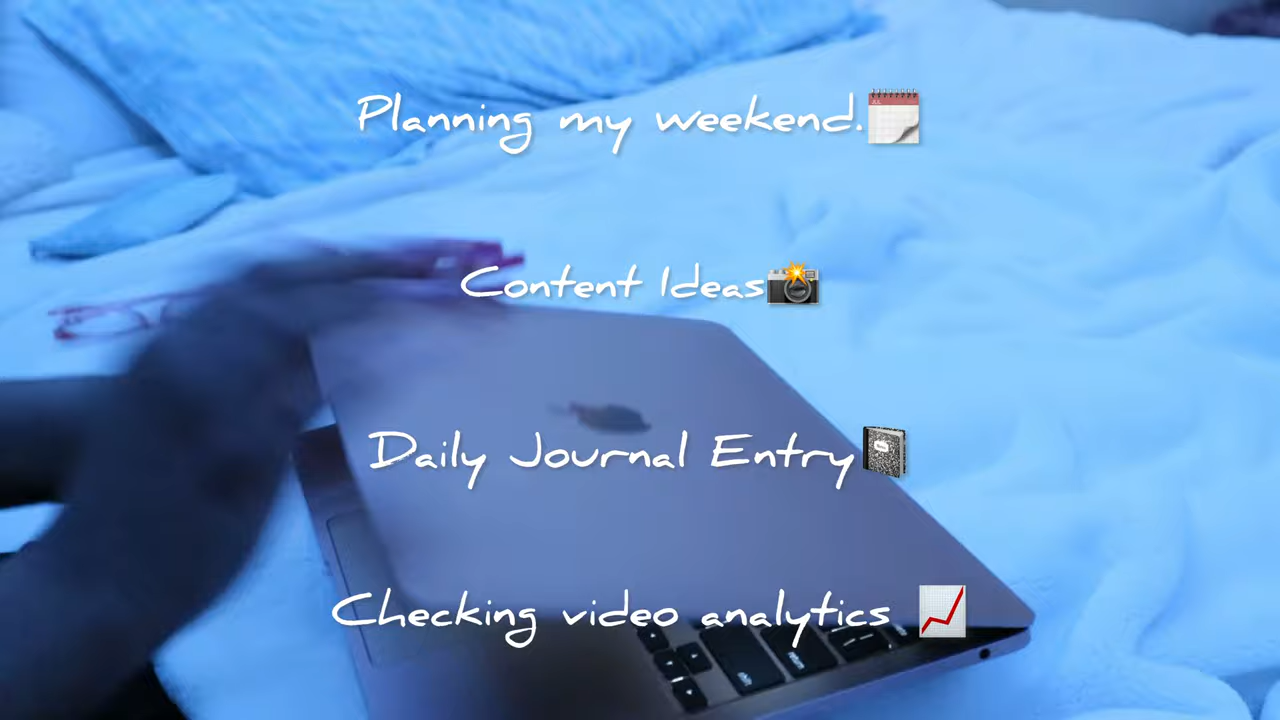 Planning my weekend.
Content Ideas
Daily Journal Entry
Checking video analytics